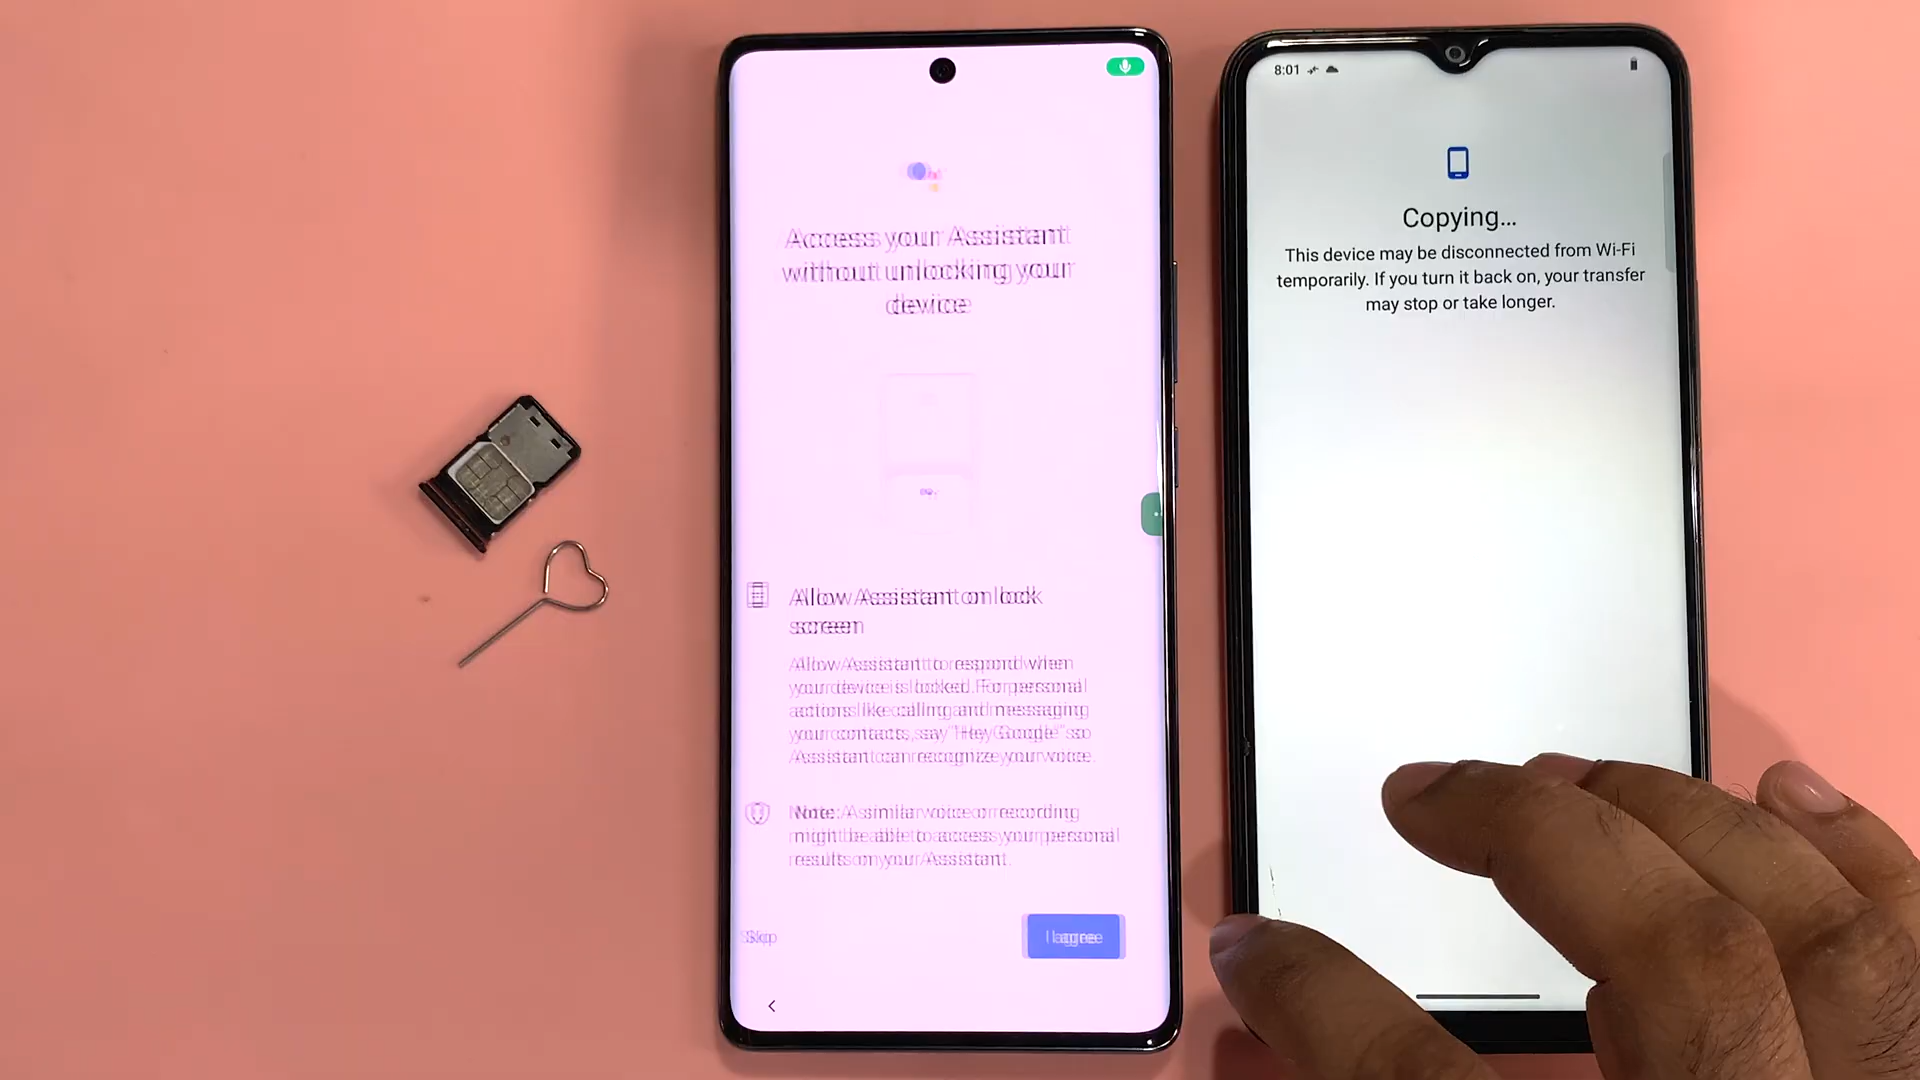 Access your Assistant
without unlocking your
device
Allow Assistant on lock
screen
Allow Assistant to respond when
your device is locked. For personal
actions like calling and messaging
your contacts, say "Hey Google" so
Assistant can recognize your voice.
Note: A similar voice or recording
might be able to access your personal
results on your Assistant.
Skip
I agree
8:01
Copying...
This device may be disconnected from Wi-Fi
temporarily. If you turn it back on, your transfer
may stop or take longer.